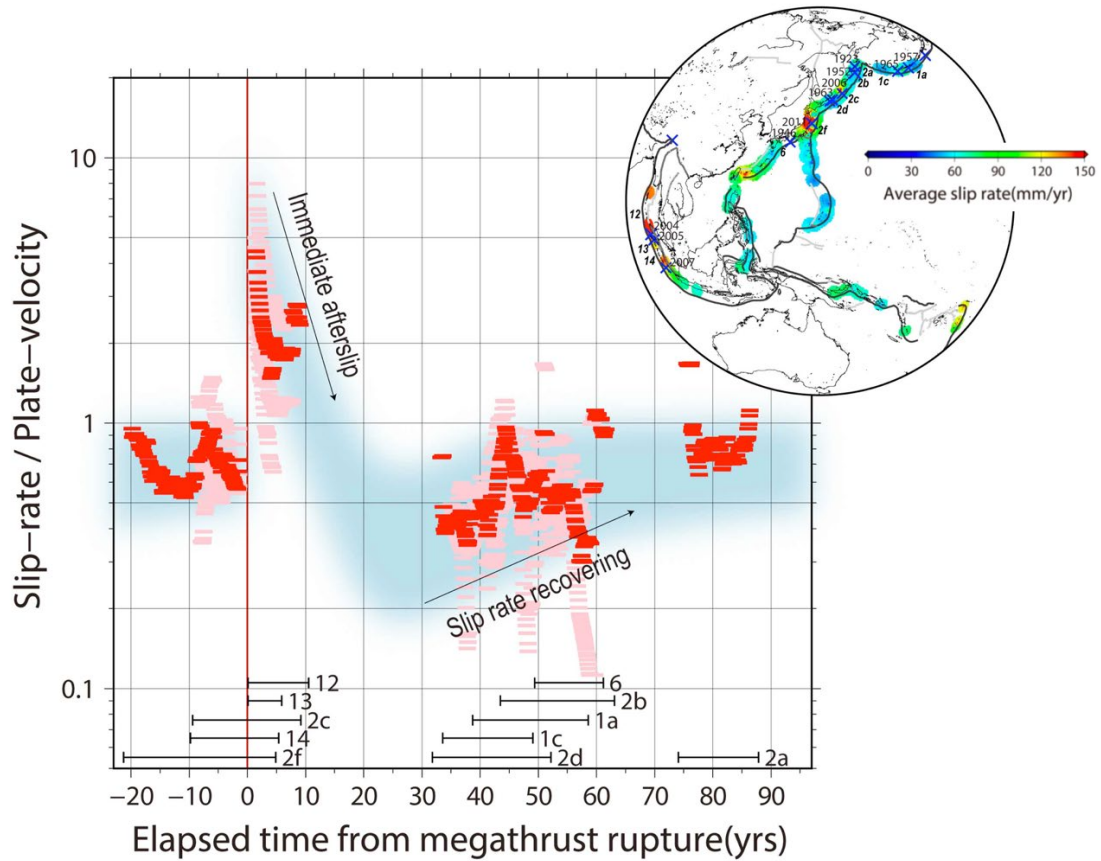 1923
1952
2006
1963
2011
1946
1965
1957
2a
2b
2c
2d
2f
6
1c
1a
0 30 60 90 120 150
Average slip rate(mm/yr)
12
13
14
2004
2005
2007
Slip−rate / Plate−velocity
10
1
0.1
Immediate afterslip
Slip rate recovering
12
13
2c
14
2f
6
2b
1a
1c
2d
2a
−20 −10 0 10 20 30 40 50 60 70 80 90
Elapsed time from megathrust rupture(yrs)